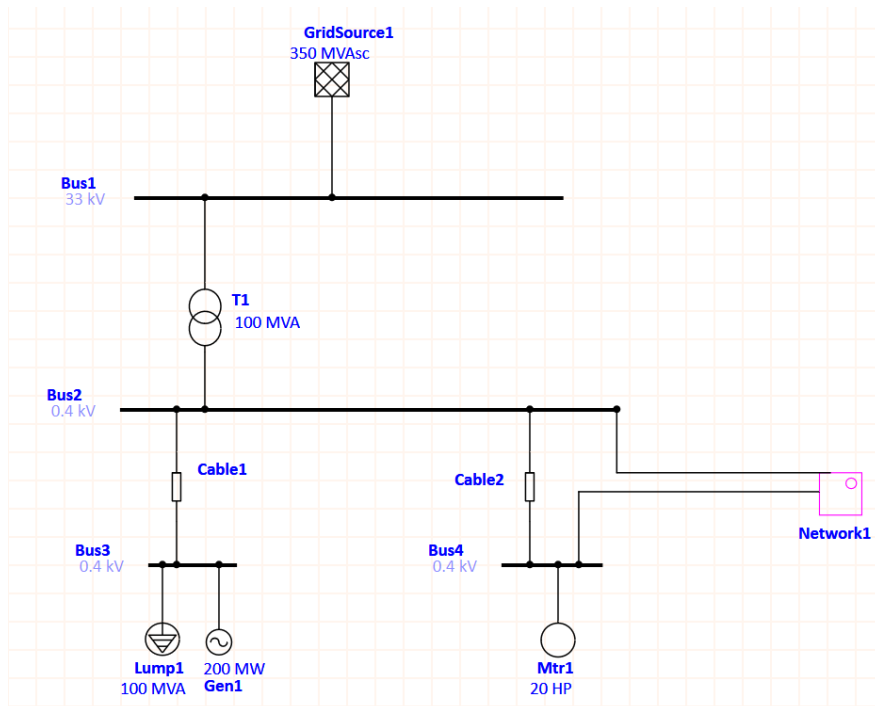 GridSource1
350 MVAsc
Bus1
33 kV
T1
100 MVA
Bus2
0.4 kV
Cable1
Cable2
Network1
Bus3
0.4 kV
Bus4
0.4 kV
Lump1
100 MVA
200 MW
Gen1
Mtr1
20 HP